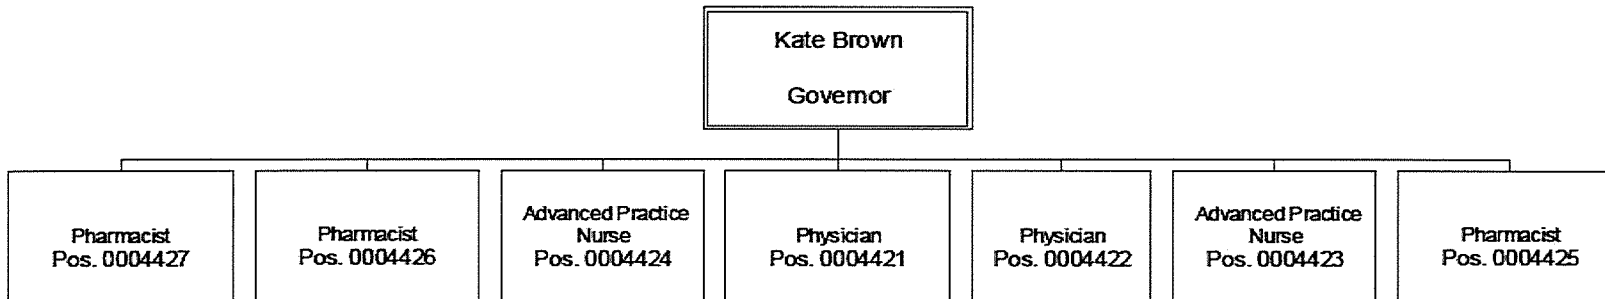 Kate Brown
Governor
Pharmacist
Pos. 0004427
Pharmacist
Pos. 0004426
Advanced Practice
Nurse
Pos. 0004424
Physician
Pos. 0004421
Physician
Pos. 0004422
Advanced Practice
Nurse
Pos. 0004423
Pharmacist
Pos. 0004425